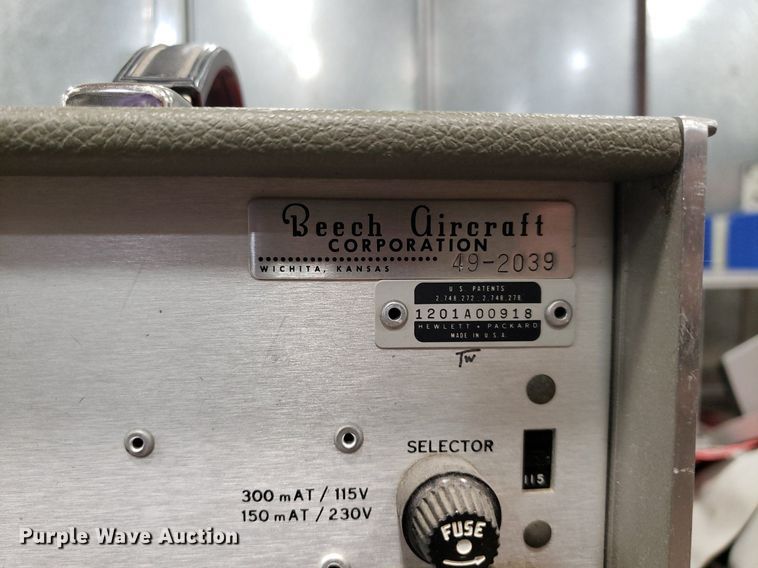 Beech Aircraft
CORPORATION
WICHITA, KANSAS 49-2039
U.S. PATENTS
2,748,272 , 2,748,278
1201A00918
HEWLETT • PACKARD
MADE IN U.S.A.
TW
SELECTOR
115
300 mAT / 115V
150 mAT / 230V
FUSE
Purple Wave Auction